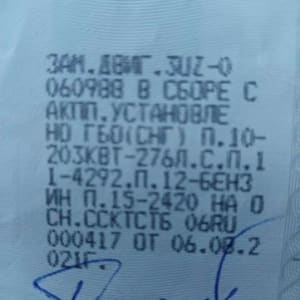 ЗАМ.ДВИГ.3UZ-0
060988 В СБОРЕ С
АКПП.УСТАНОВЛЕ
НО ГБО(СНГ) П.10-
203КВТ-276Л.С.П.1
1-4292.П.12-БЕНЗ
ИН П.15-2420 НА О
СН.ССКТСТБ 06RU
000417 ОТ 06.08.2
021Г.